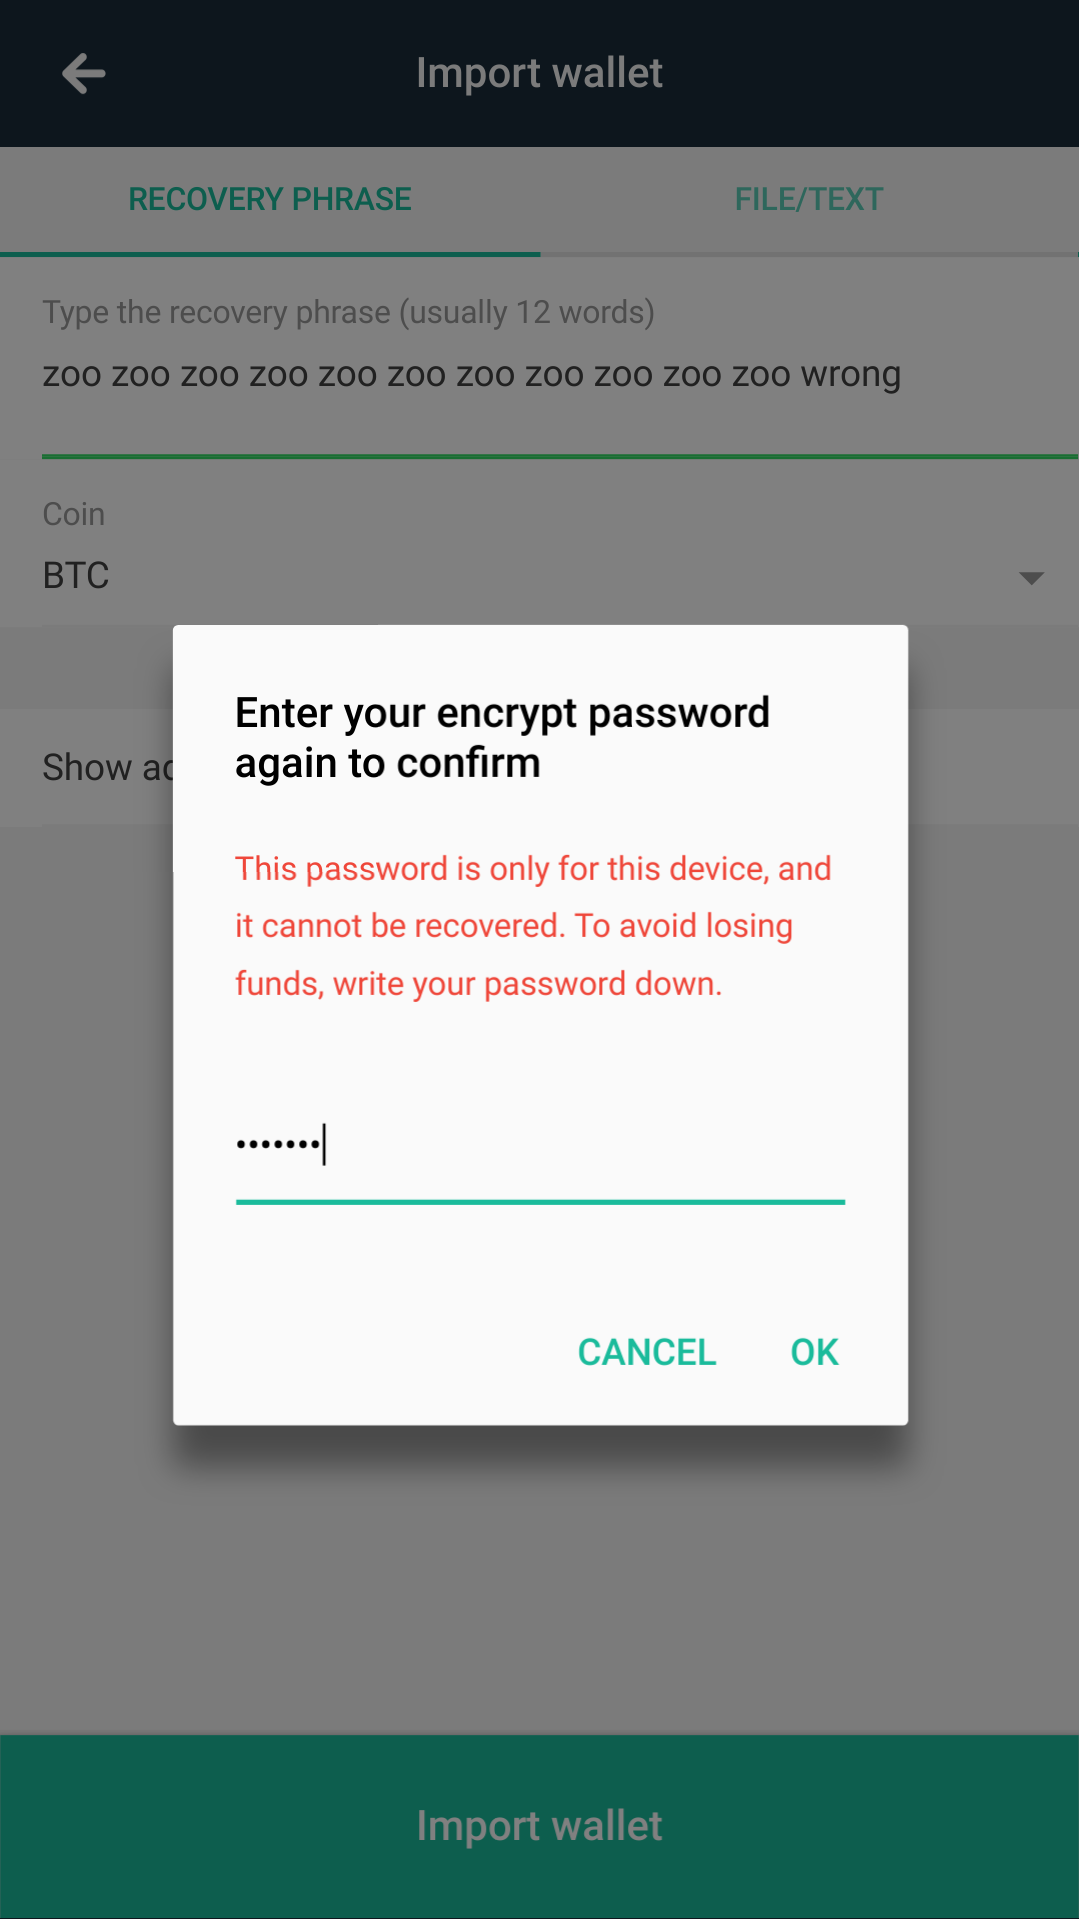 Import wallet
RECOVERY PHRASE
FILE/TEXT
Type the recovery phrase (usually 12 words)
zoo zoo zoo zoo zoo zoo zoo zoo zoo zoo zoo wrong
Coin
BTC
Show
Enter your encrypt password
again to confirm
This password is only for this device, and
it cannot be recovered. To avoid losing
funds, write your password down.
•••••••
CANCEL
OK
Import wallet